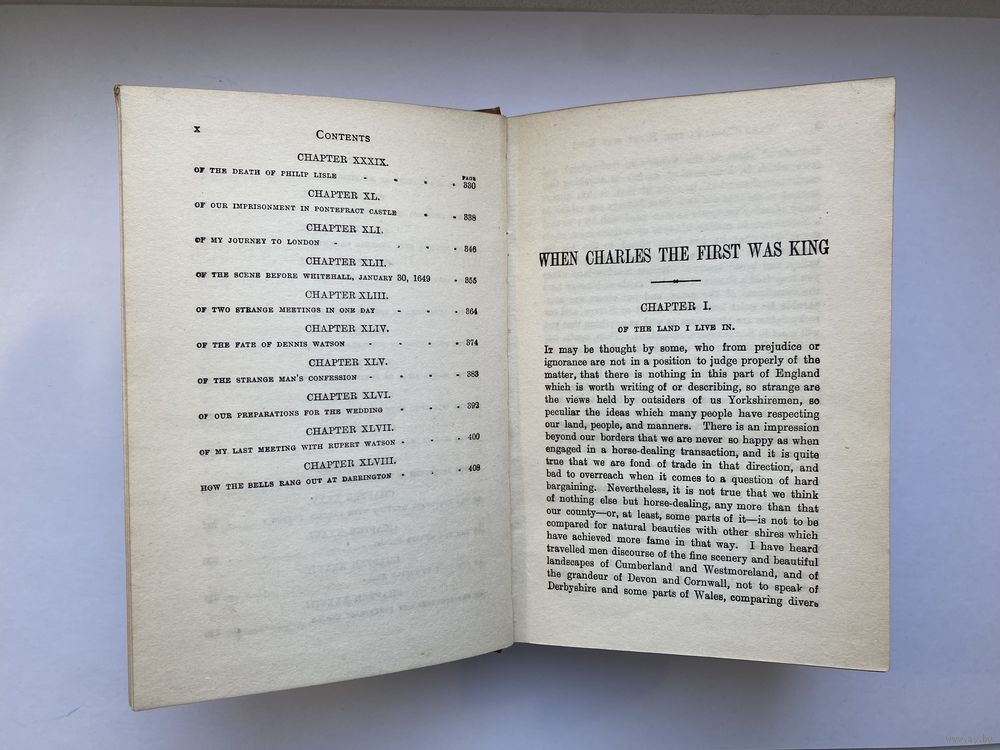 x
CONTENTS
CHAPTER XXXIX.
PAGE
OF THE DEATH OF PHILIP LISLE - - - - 330
CHAPTER XL.
OF OUR IMPRISONMENT IN PONTEFRACT CASTLE - - 338
CHAPTER XLI.
OF MY JOURNEY TO LONDON - - - - 346
CHAPTER XLII.
OF THE SCENE BEFORE WHITEHALL, JANUARY 30, 1649 - 355
CHAPTER XLIII.
OF TWO STRANGE MEETINGS IN ONE DAY - - - 364
CHAPTER XLIV.
OF THE FATE OF DENNIS WATSON - - - 374
CHAPTER XLV.
OF THE STRANGE MAN'S CONFESSION - - - - 383
CHAPTER XLVI.
OF OUR PREPARATIONS FOR THE WEDDING - - - 392
CHAPTER XLVII.
OF MY LAST MEETING WITH RUPERT WATSON - - - 400
CHAPTER XLVIII.
HOW THE BELLS RANG OUT AT DARRINGTON - - - 408
WHEN CHARLES THE FIRST WAS KING
CHAPTER I.
OF THE LAND I LIVE IN.
IT may be thought by some, who from prejudice or
ignorance are not in a position to judge properly of the
matter, that there is nothing in this part of England
which is worth writing of or describing, so strange are
the views held by outsiders of us Yorkshiremen, so
peculiar the ideas which many people have respecting
our land, people, and manners. There is an impression
beyond our borders that we are never so happy as when
engaged in a horse-dealing transaction, and it is quite
true that we are fond of trade in that direction, and
bad to overreach when it comes to a question of hard
bargaining. Nevertheless, it is not true that we think
of nothing else but horse-dealing, any more than that
our county—or, at least, some parts of it—is not to be
compared for natural beauties with other shires which
have achieved more fame in that way. I have heard
travelled men discourse of the fine scenery and beautiful
landscapes of Cumberland and Westmoreland, and of
the grandeur of Devon and Cornwall, not to speak of
Derbyshire and some parts of Wales, comparing divers